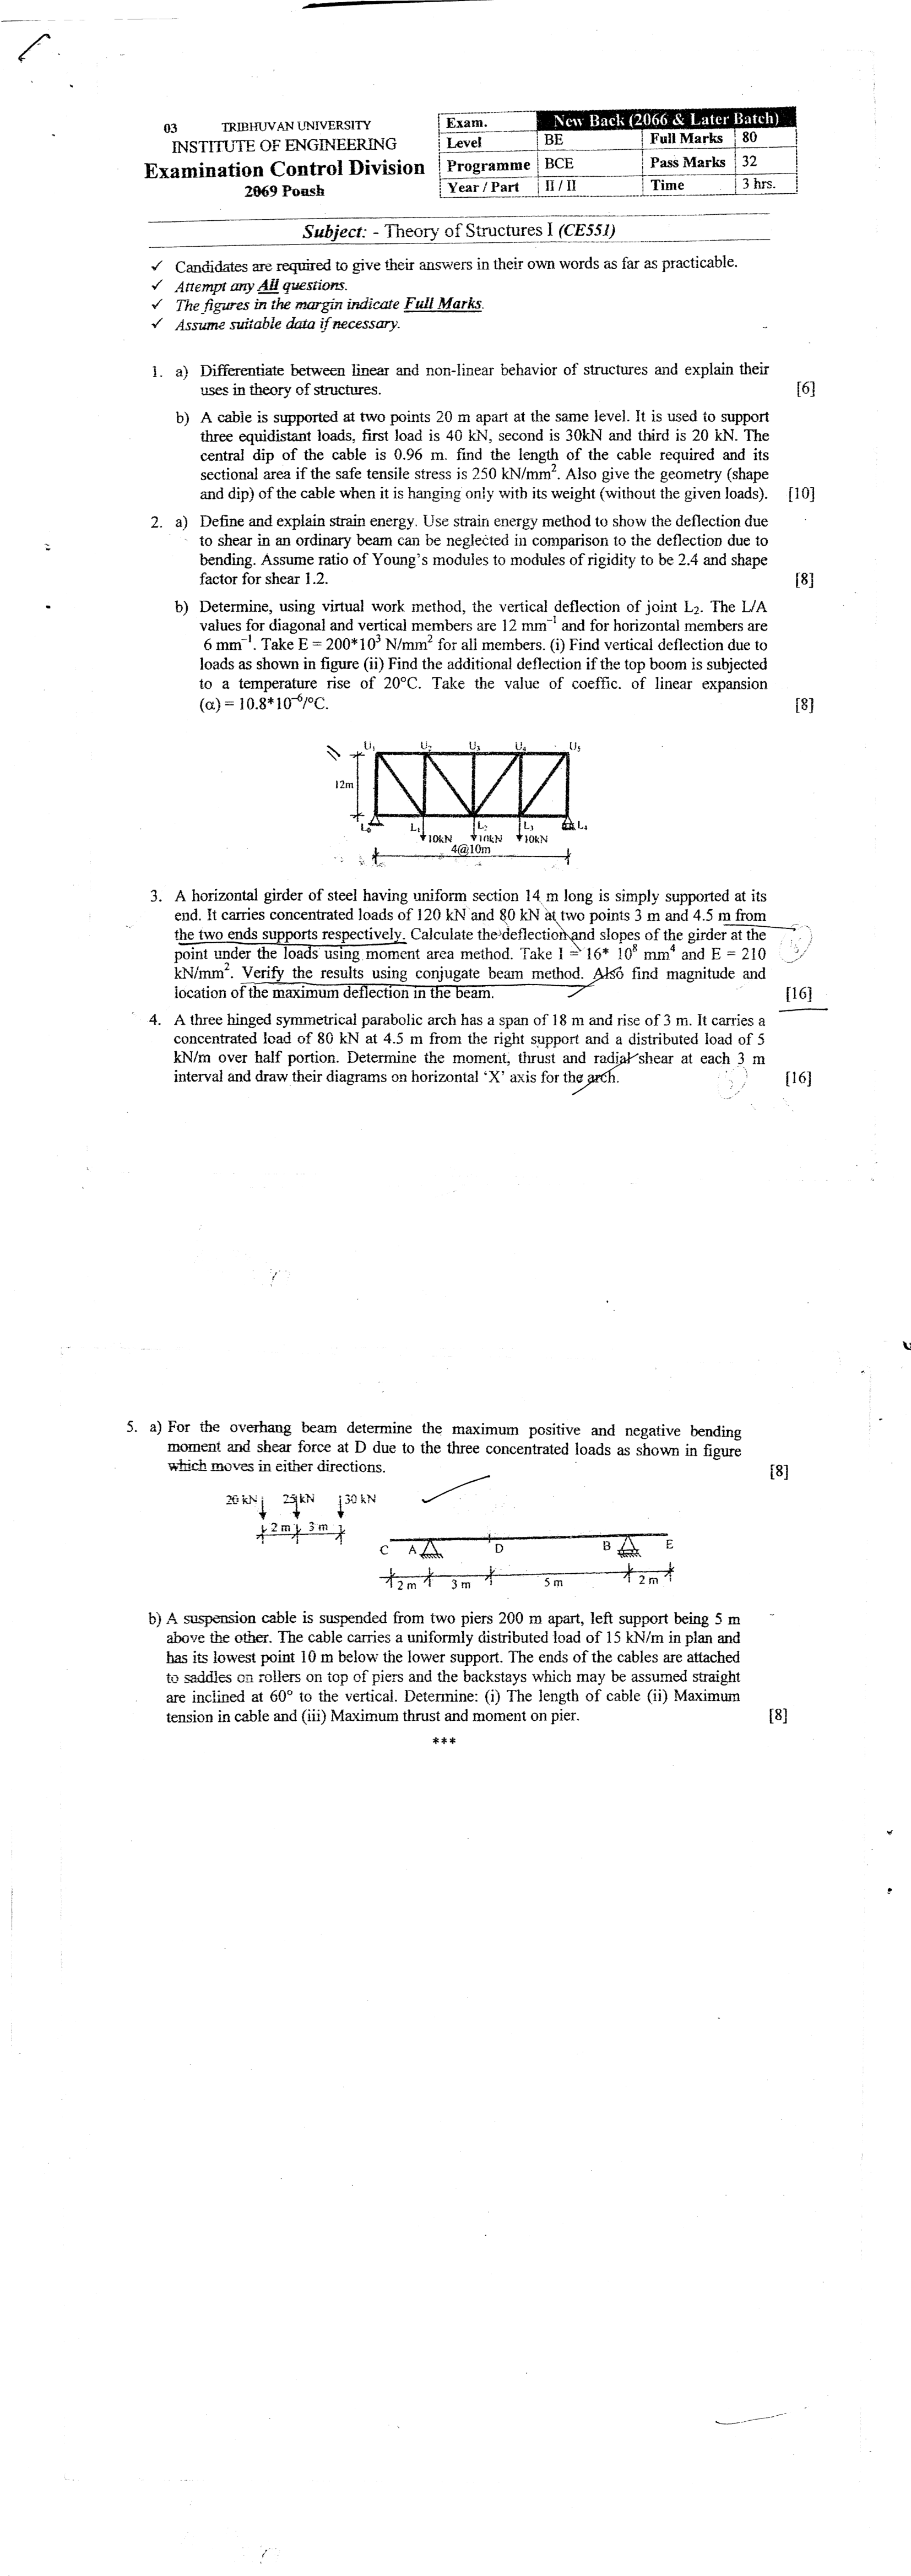 03 TRIBHUVAN UNIVERSITY
INSTITUTE OF ENGINEERING
Examination Control Division
2069 Poush
Exam. New Back (2066 & Later Batch)
Level BE Full Marks 80
Programme BCE Pass Marks 32
Year / Part II / II Time 3 hrs.
Subject: - Theory of Structures I (CE551)
✓ Candidates are required to give their answers in their own words as far as practicable.
✓ Attempt any All questions.
✓ The figures in the margin indicate Full Marks.
✓ Assume suitable data if necessary.
1. a) Differentiate between linear and non-linear behavior of structures and explain their
uses in theory of structures. [6]
b) A cable is supported at two points 20 m apart at the same level. It is used to support
three equidistant loads, first load is 40 kN, second is 30kN and third is 20 kN. The
central dip of the cable is 0.96 m. find the length of the cable required and its
sectional area if the safe tensile stress is 250 kN/mm². Also give the geometry (shape
and dip) of the cable when it is hanging only with its weight (without the given loads). [10]
2. a) Define and explain strain energy. Use strain energy method to show the deflection due
to shear in an ordinary beam can be neglected in comparison to the deflection due to
bending. Assume ratio of Young's modules to modules of rigidity to be 2.4 and shape
factor for shear 1.2. [8]
b) Determine, using virtual work method, the vertical deflection of joint L₂. The L/A
values for diagonal and vertical members are 12 mm⁻¹ and for horizontal members are
6 mm⁻¹. Take E = 200*10³ N/mm² for all members. (i) Find vertical deflection due to
loads as shown in figure (ii) Find the additional deflection if the top boom is subjected
to a temperature rise of 20°C. Take the value of coeffic. of linear expansion
(α) = 10.8*10⁻⁶/°C. [8]
U₁ U₂ U₃ U₄ U₅
12m
L₀ L₁ L₂ L₃ L₄
10kN 10kN 10kN
4@10m
3. A horizontal girder of steel having uniform section 14 m long is simply supported at its
end. It carries concentrated loads of 120 kN and 80 kN at two points 3 m and 4.5 m from
the two ends supports respectively. Calculate the deflection and slopes of the girder at the
point under the loads using moment area method. Take I = 16* 10⁸ mm⁴ and E = 210
kN/mm². Verify the results using conjugate beam method. Also find magnitude and
location of the maximum deflection in the beam. [16]
4. A three hinged symmetrical parabolic arch has a span of 18 m and rise of 3 m. It carries a
concentrated load of 80 kN at 4.5 m from the right support and a distributed load of 5
kN/m over half portion. Determine the moment, thrust and radial shear at each 3 m
interval and draw their diagrams on horizontal 'X' axis for the arch. [16]
5. a) For the overhang beam determine the maximum positive and negative bending
moment and shear force at D due to the three concentrated loads as shown in figure
which moves in either directions. [8]
20 kN 25 kN 30 kN
2 m 3 m
C A D B E
2 m 3 m 5 m 2 m
b) A suspension cable is suspended from two piers 200 m apart, left support being 5 m
above the other. The cable carries a uniformly distributed load of 15 kN/m in plan and
has its lowest point 10 m below the lower support. The ends of the cables are attached
to saddles on rollers on top of piers and the backstays which may be assumed straight
are inclined at 60° to the vertical. Determine: (i) The length of cable (ii) Maximum
tension in cable and (iii) Maximum thrust and moment on pier. [8]
***